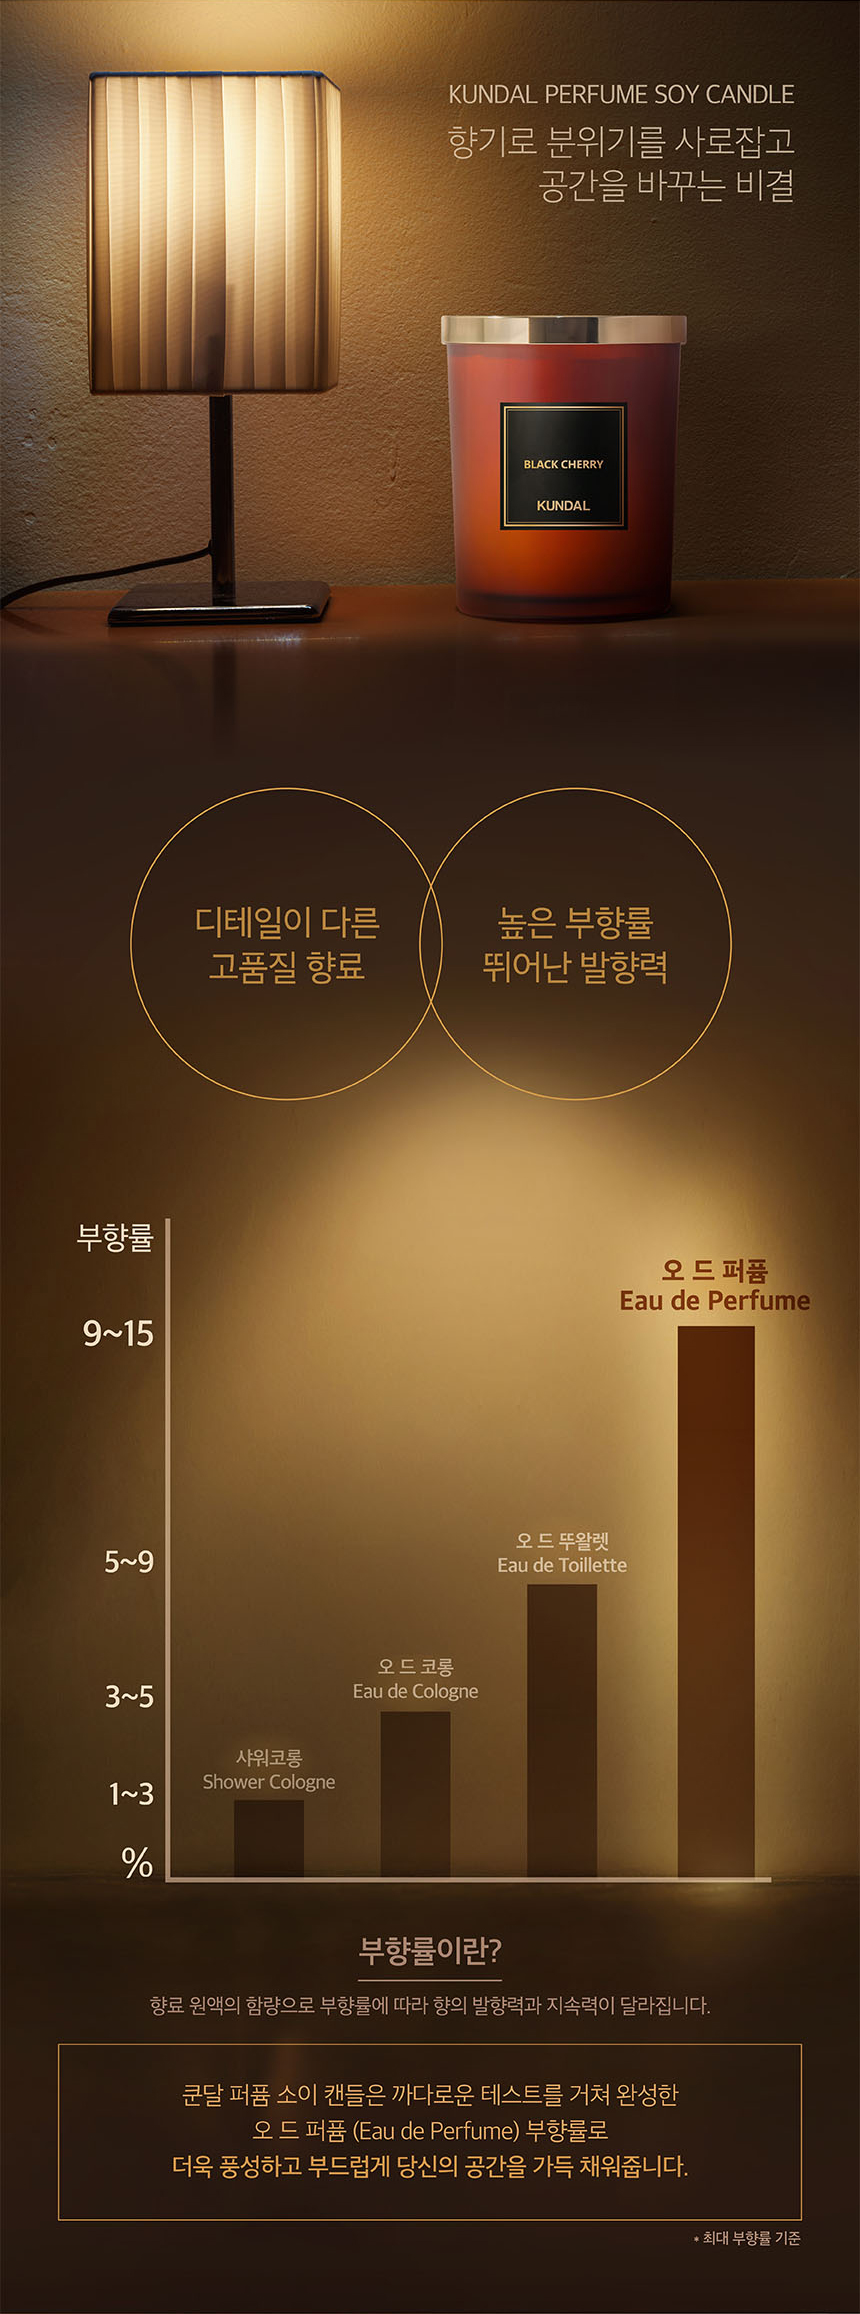 KUNDAL PERFUME SOY CANDLE
향기로 분위기를 사로잡고
공간을 바꾸는 비결
BLACK CHERRY
KUNDAL
디테일이 다른
고품질 향료
높은 부향률
뛰어난 발향력
부향률
9~15
5~9
3~5
1~3
%
오 드 퍼퓸
Eau de Perfume
오 드 뚜왈렛
Eau de Toillette
오 드 코롱
Eau de Cologne
샤워코롱
Shower Cologne
부향률이란?
향료 원액의 함량으로 부향률에 따라 향의 발향력과 지속력이 달라집니다.
쿤달 퍼퓸 소이 캔들은 까다로운 테스트를 거쳐 완성한
오 드 퍼퓸 (Eau de Perfume) 부향률로
더욱 풍성하고 부드럽게 당신의 공간을 가득 채워줍니다.
* 최대 부향률 기준